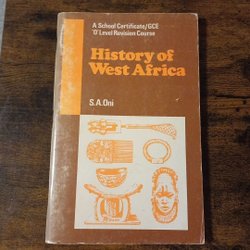 A School Certificate/GCE
'O' Level Revision Course
History of
West Africa
S.A.Oni